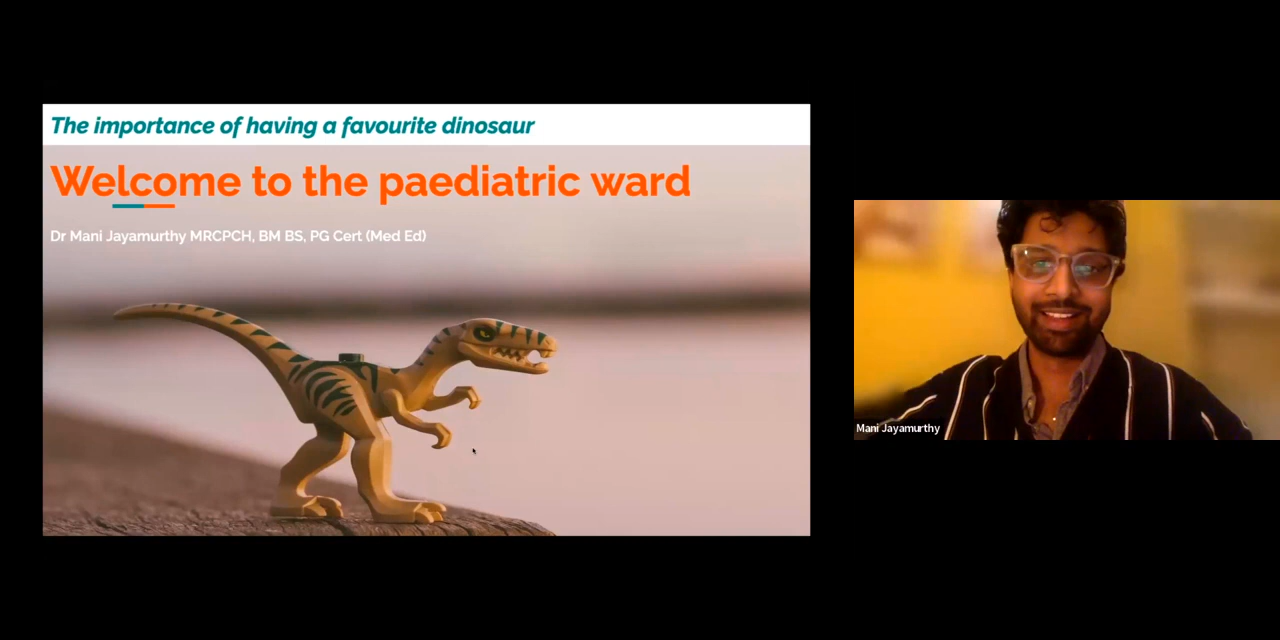 The importance of having a favourite dinosaur
Welcome to the paediatric ward
Dr Mani Jayamurthy MRCPCH, BM BS, PG Cert (Med Ed)
Mani Jayamurthy